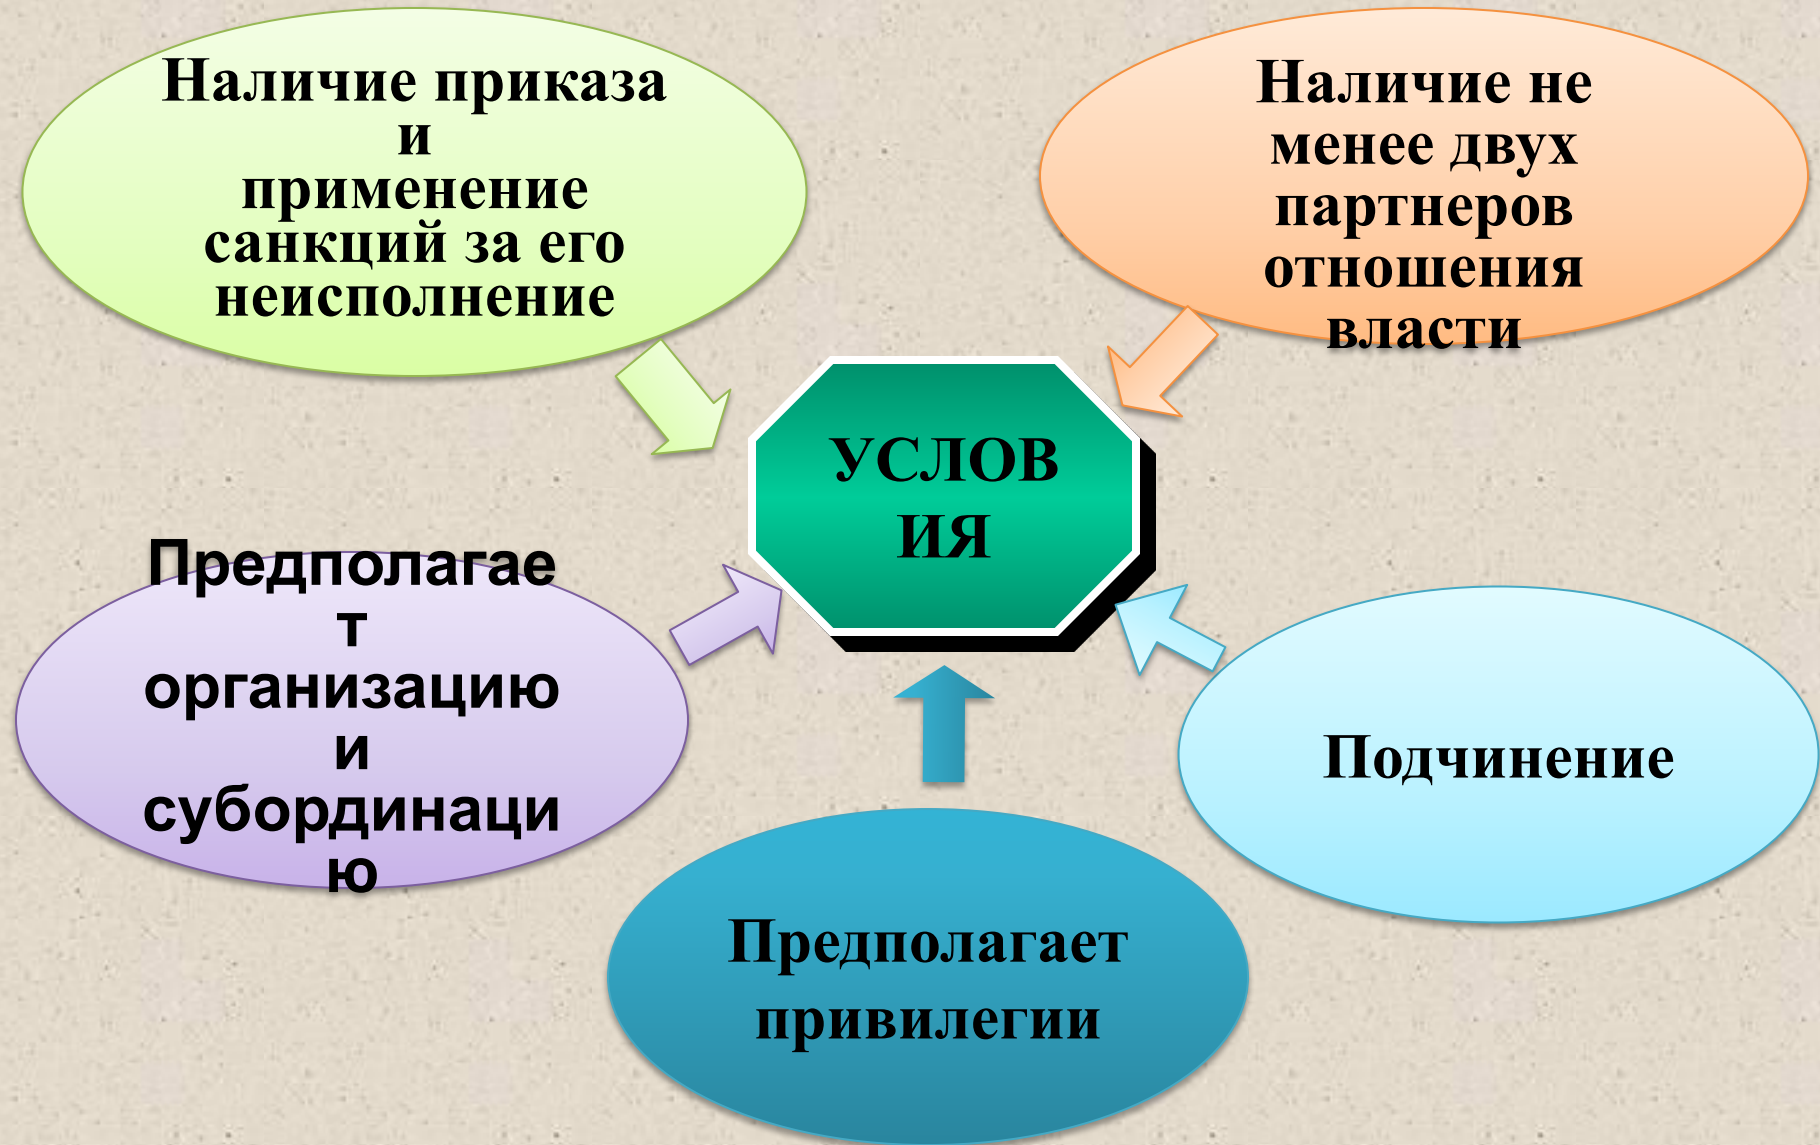 Наличие приказа
и
применение
санкций за его
неисполнение
Наличие не
менее двух
партнеров
отношения
власти
УСЛОВ
ИЯ
Предполагае
т
организацию
и
субординаци
ю
Подчинение
Предполагает
привилегии